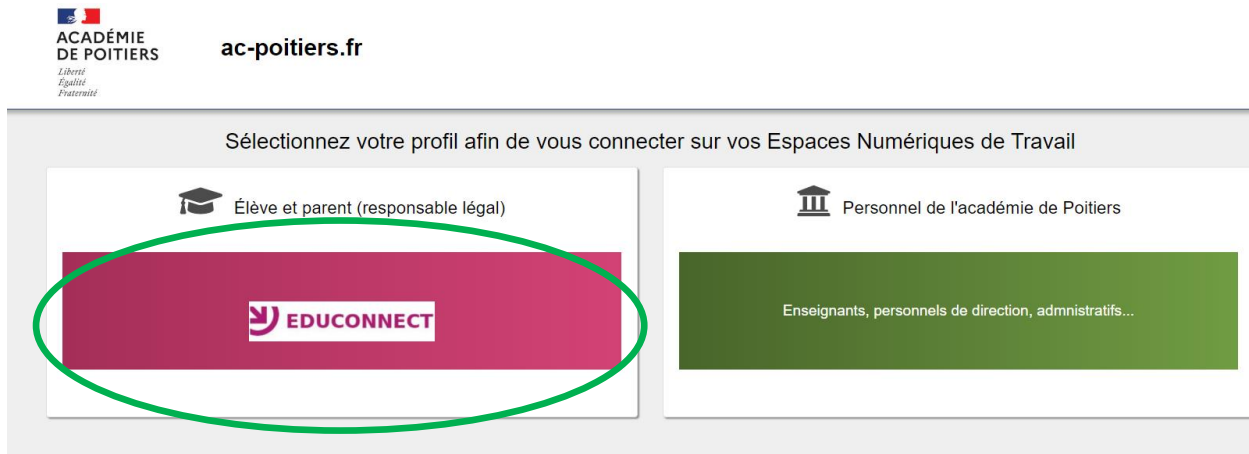 ACADÉMIE
DE POITIERS
Liberté
Égalité
Fraternité
ac-poitiers.fr
Sélectionnez votre profil afin de vous connecter sur vos Espaces Numériques de Travail
Élève et parent (responsable légal)
EDUCONNECT
Personnel de l'académie de Poitiers
Enseignants, personnels de direction, admnistratifs...